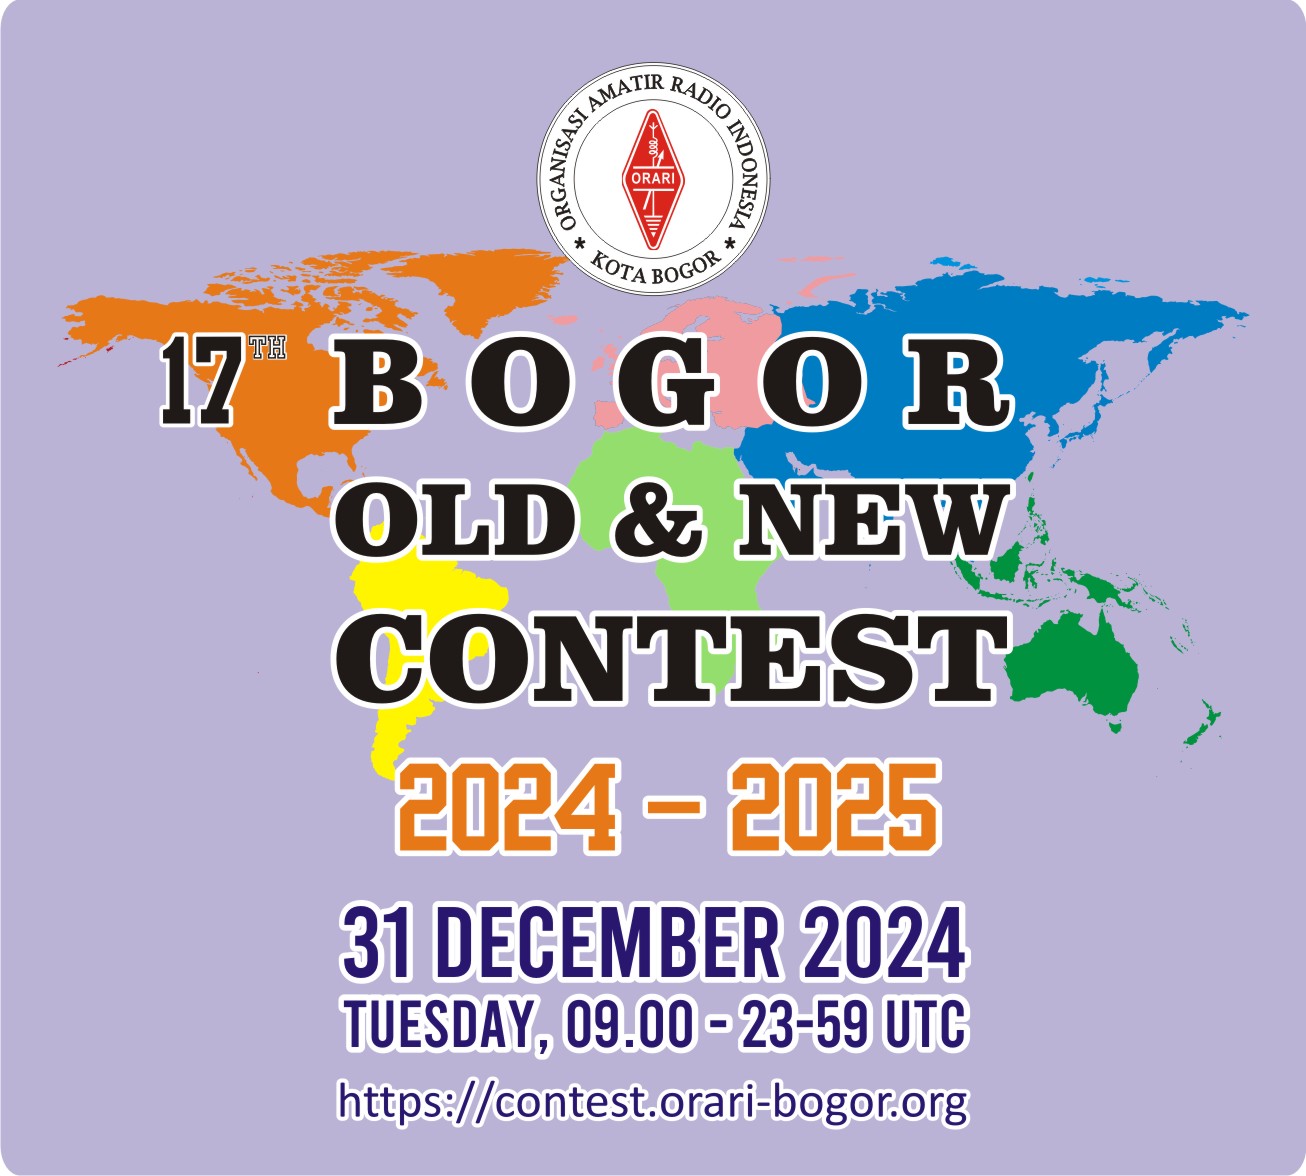 ORGANISASI AMATIR RADIO INDONESIA
ORARI
* KOTA BOGOR *
17TH BOGOR
OLD & NEW
CONTEST
2024 – 2025
31 DECEMBER 2024
TUESDAY, 09.00 - 23-59 UTC
https://contest.orari-bogor.org